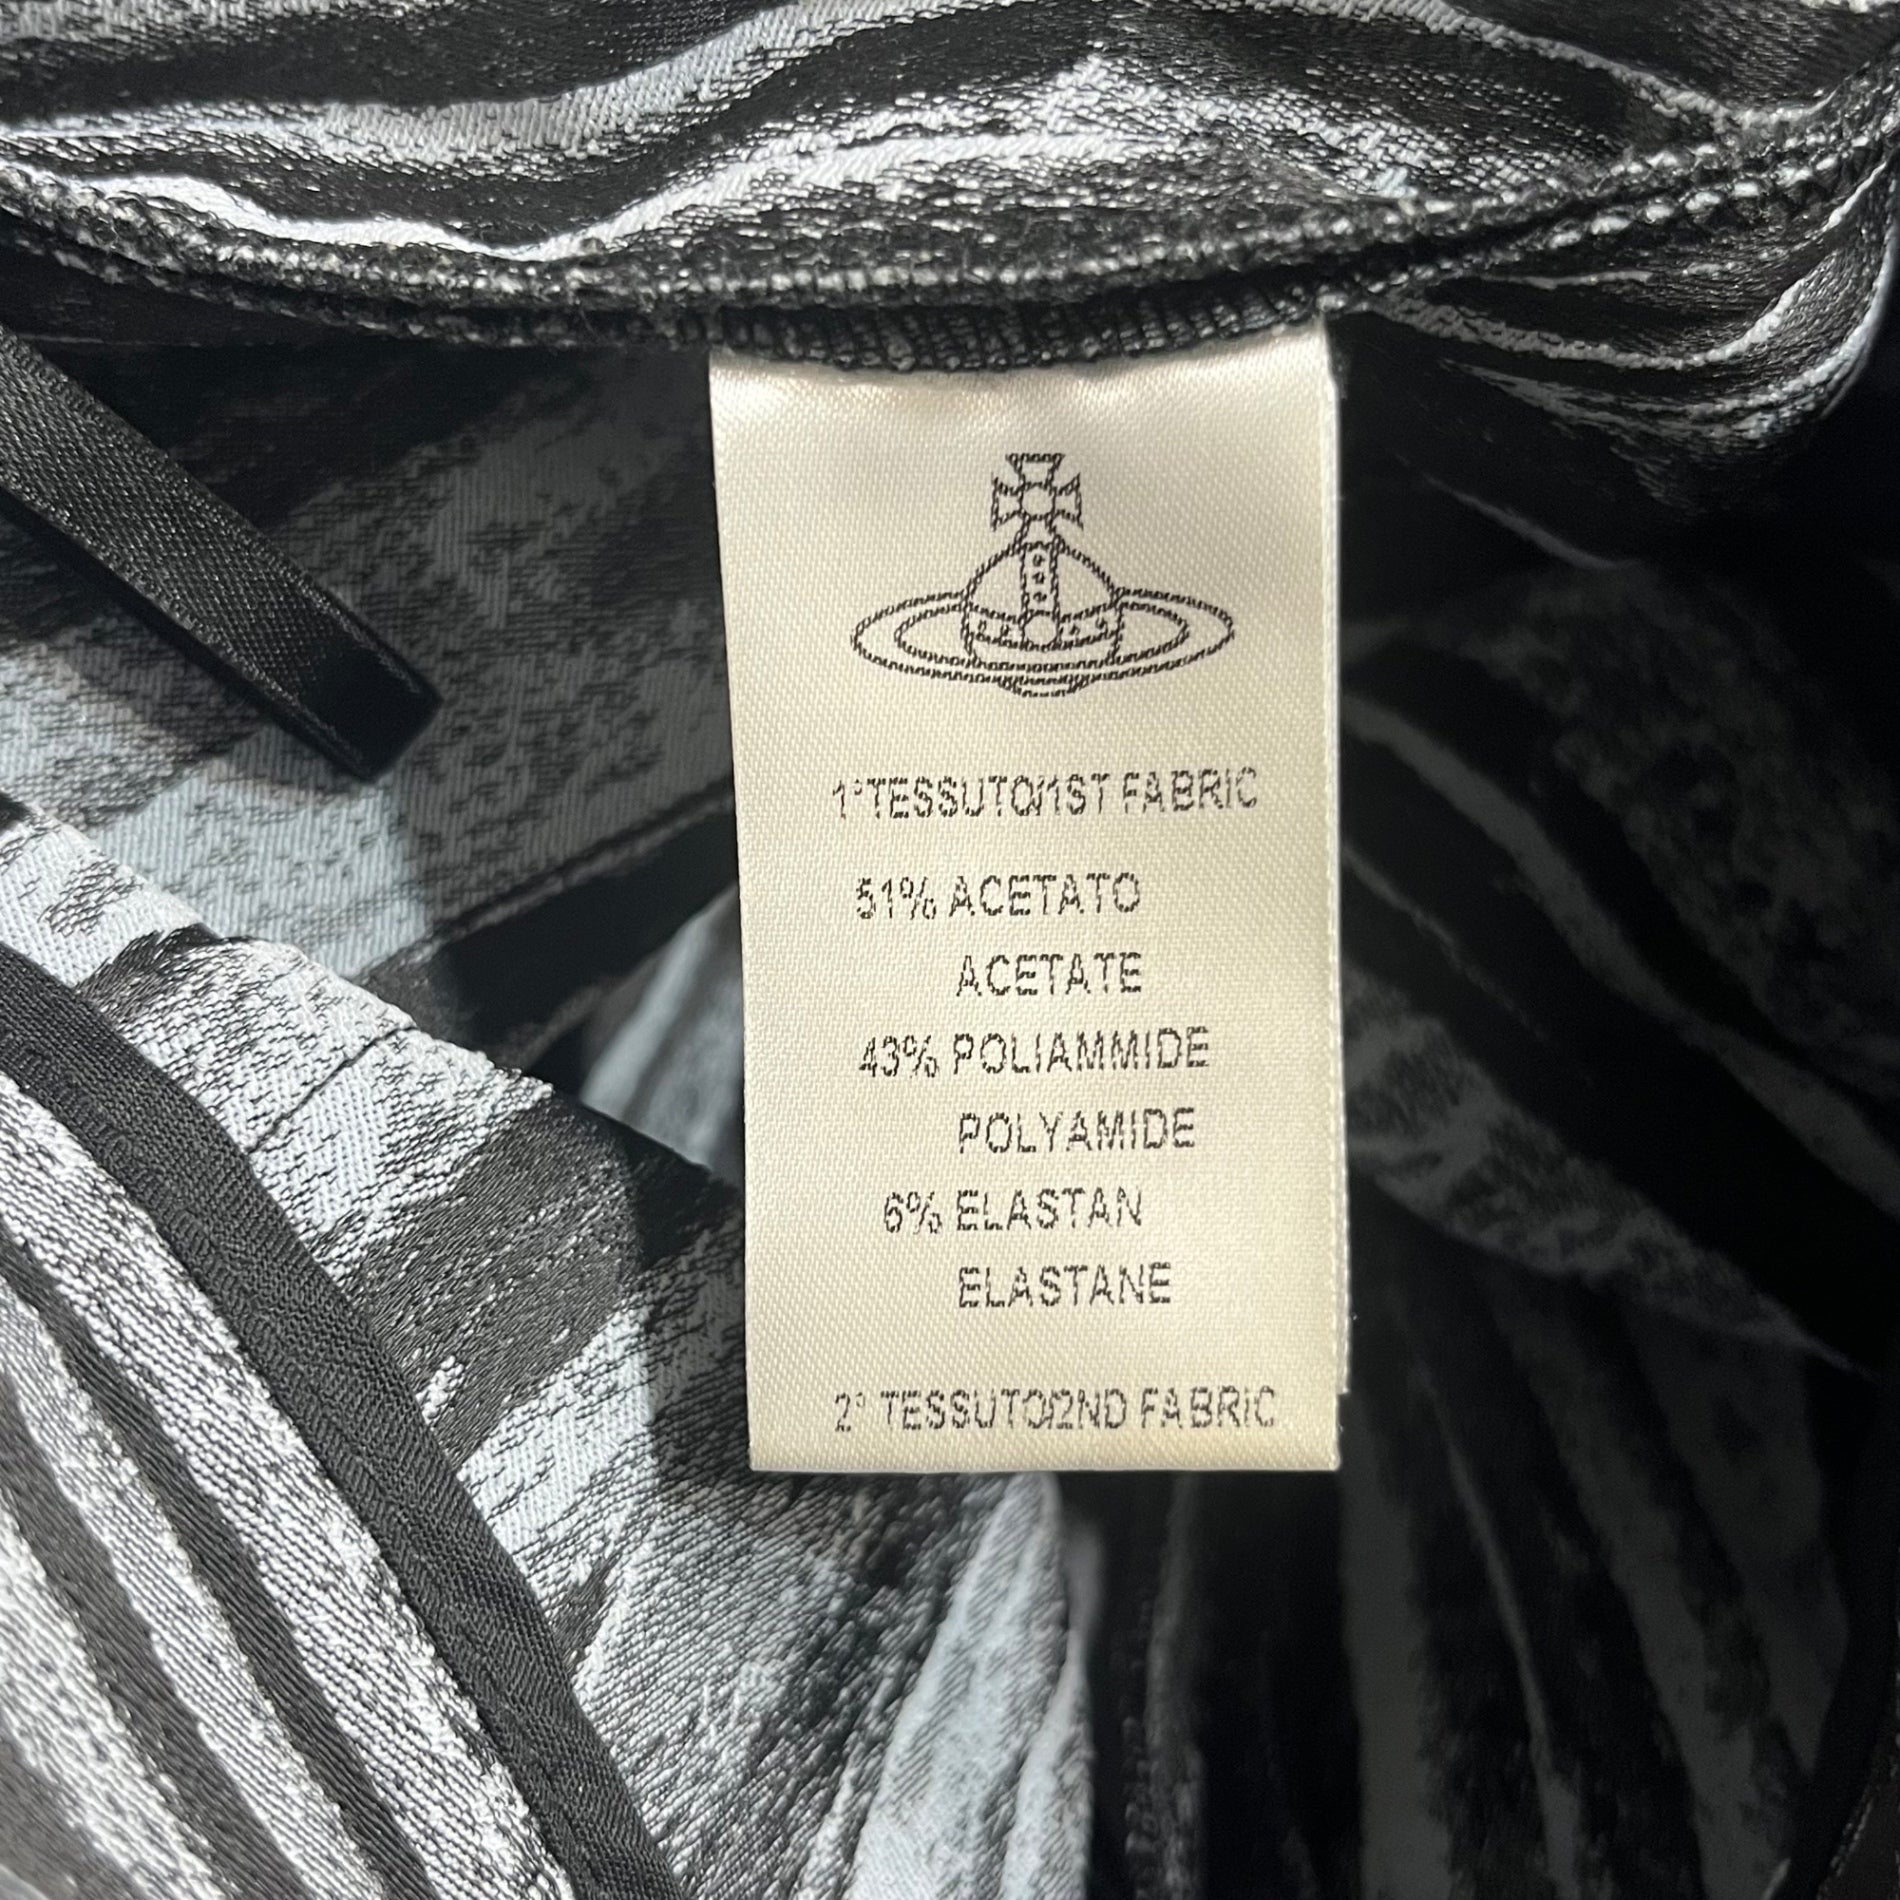 1°TESSUTO/1ST FABRIC
51% ACETATO
ACETATE
43% POLIAMMIDE
POLYAMIDE
6% ELASTAN
ELASTANE
2° TESSUTO/2ND FABRIC